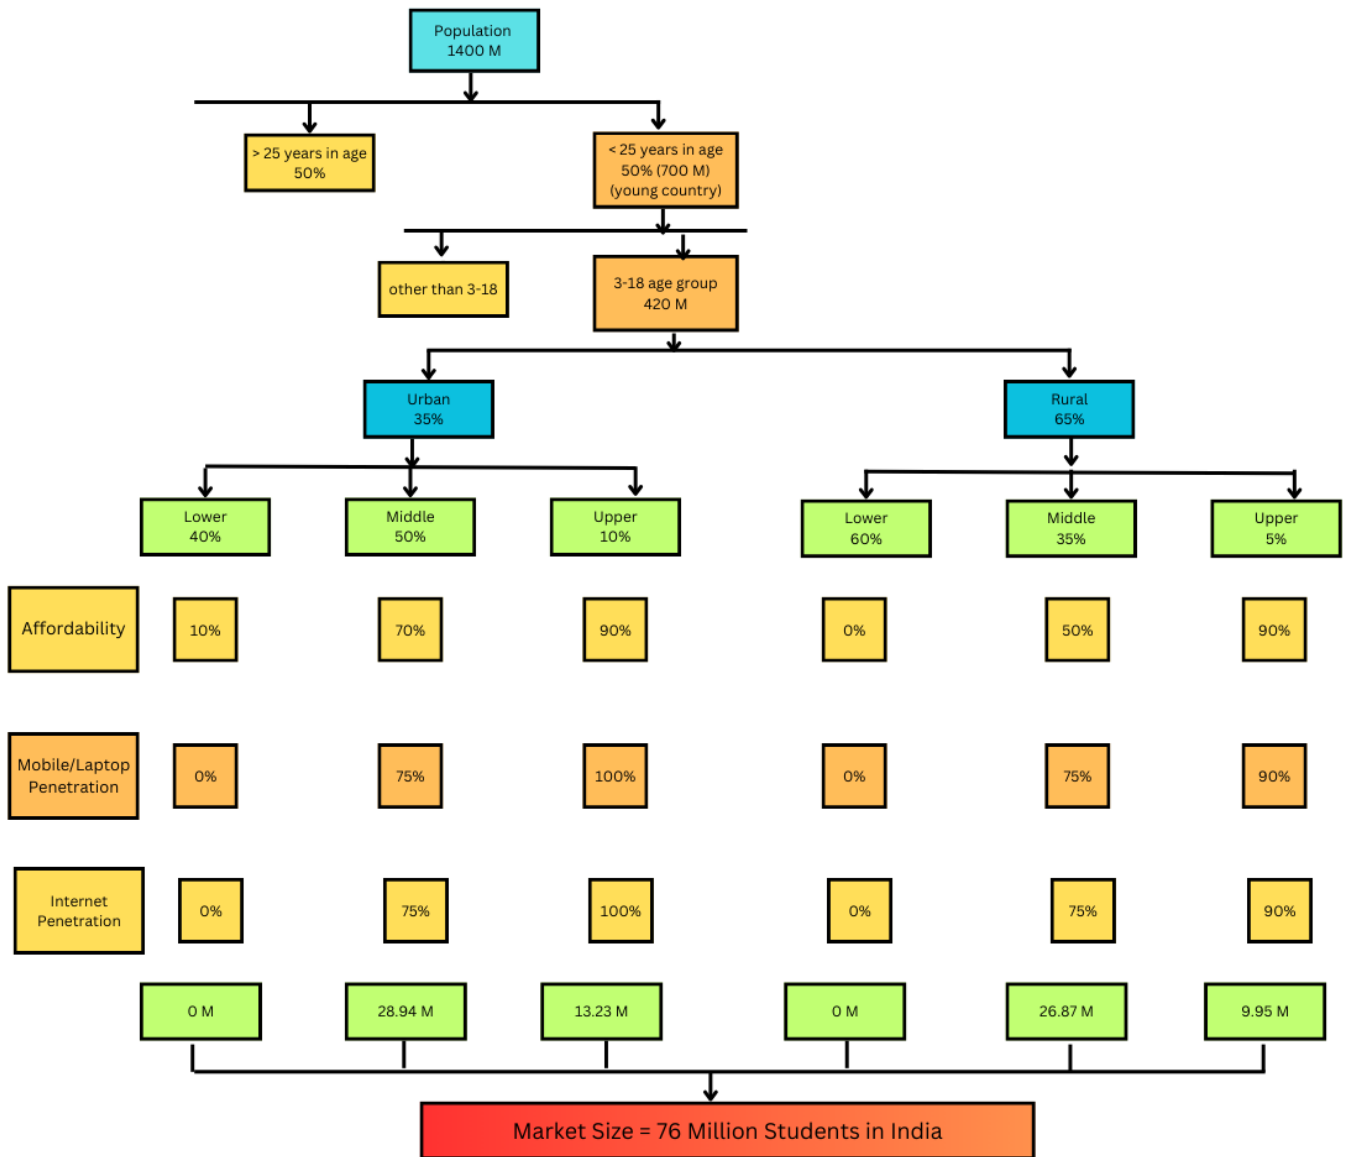 Population
1400 M
> 25 years in age
50%
< 25 years in age
50% (700 M)
(young country)
other than 3-18
3-18 age group
420 M
Urban
35%
Rural
65%
Lower
40%
Middle
50%
Upper
10%
Lower
60%
Middle
35%
Upper
5%
Affordability
10%
70%
90%
0%
50%
90%
Mobile/Laptop
Penetration
0%
75%
100%
0%
75%
90%
Internet
Penetration
0%
75%
100%
0%
75%
90%
0 M
28.94 M
13.23 M
0 M
26.87 M
9.95 M
Market Size = 76 Million Students in India